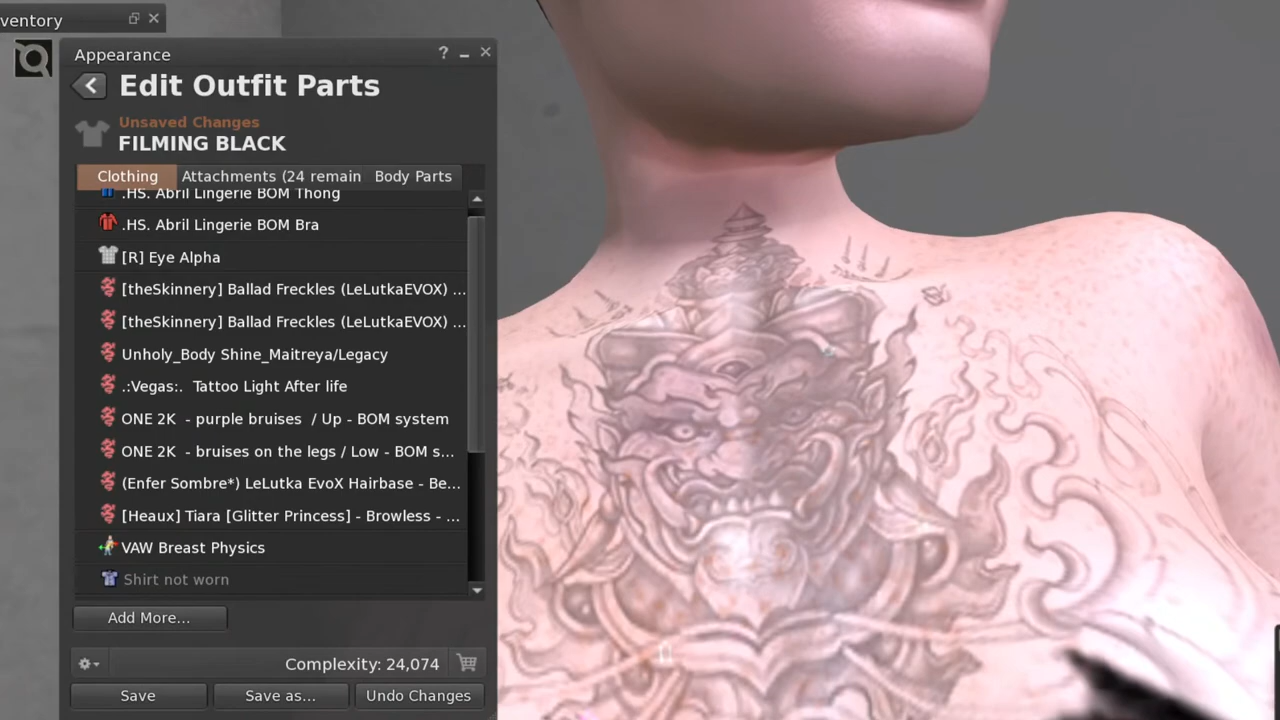 ventory
Appearance
Edit Outfit Parts
Unsaved Changes
FILMING BLACK
Clothing
Attachments (24 remain
Body Parts
.HS. Abril Lingerie BOM Thong
.HS. Abril Lingerie BOM Bra
[R] Eye Alpha
[theSkinnery] Ballad Freckles (LeLutkaEVOX) ...
[theSkinnery] Ballad Freckles (LeLutkaEVOX) ...
Unholy_Body Shine_Maitreya/Legacy
.:Vegas:. Tattoo Light After life
ONE 2K - purple bruises / Up - BOM system
ONE 2K - bruises on the legs / Low - BOM s...
(Enfer Sombre*) LeLutka EvoX Hairbase - Be...
[Heaux] Tiara [Glitter Princess] - Browless - ...
VAW Breast Physics
Shirt not worn
Add More...
Complexity: 24,074
Save
Save as...
Undo Changes